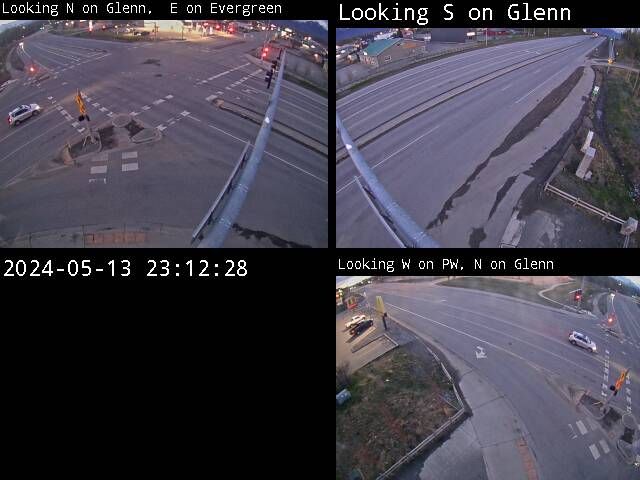 Looking N on Glenn, E on Evergreen
Looking S on Glenn
2024-05-13 23:12:28
Looking W on PW, N on Glenn